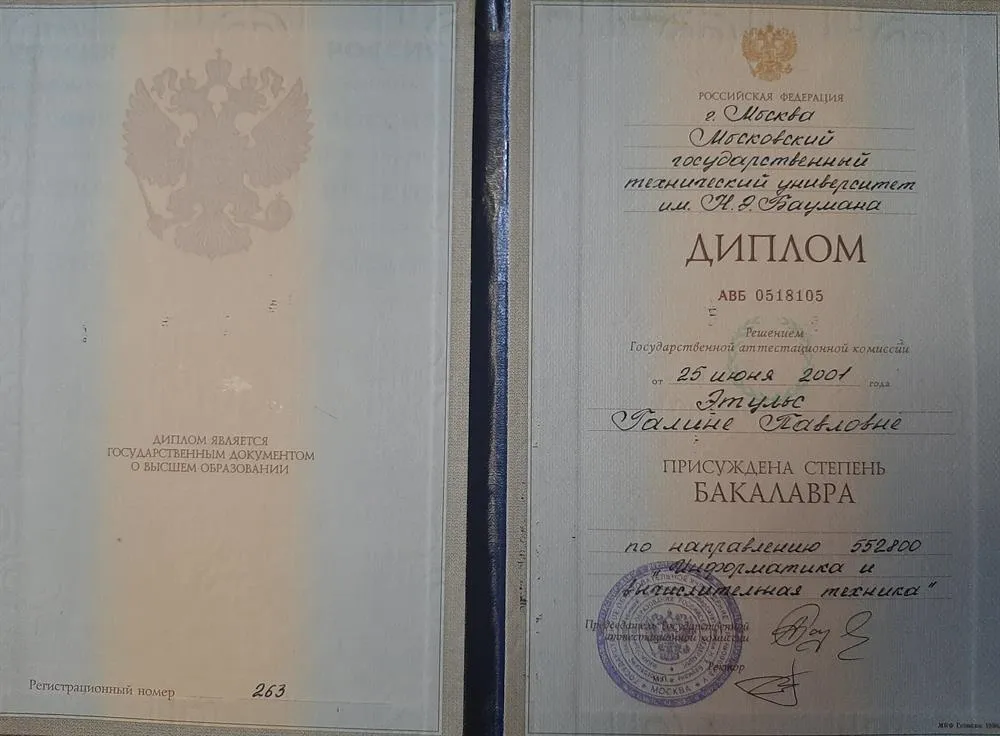 ДИПЛОМ ЯВЛЯЕТСЯ
ГОСУДАРСТВЕННЫМ ДОКУМЕНТОМ
О ВЫСШЕМ ОБРАЗОВАНИИ
Регистрационный номер 263
РОССИЙСКАЯ ФЕДЕРАЦИЯ
г. Москва
Московский
государственный
технический университет
им. Н.Э. Баумана
ДИПЛОМ
АВБ 0518105
Решением
Государственной аттестационной комиссии
от 25 июня 2001 года
Этульс
Галине Павловне
ПРИСУЖДЕНА СТЕПЕНЬ
БАКАЛАВРА
по направлению 552800
"Информатика и
вычислительная техника"
Председатель Государственной
аттестационной комиссии
Ректор
МОСКВА